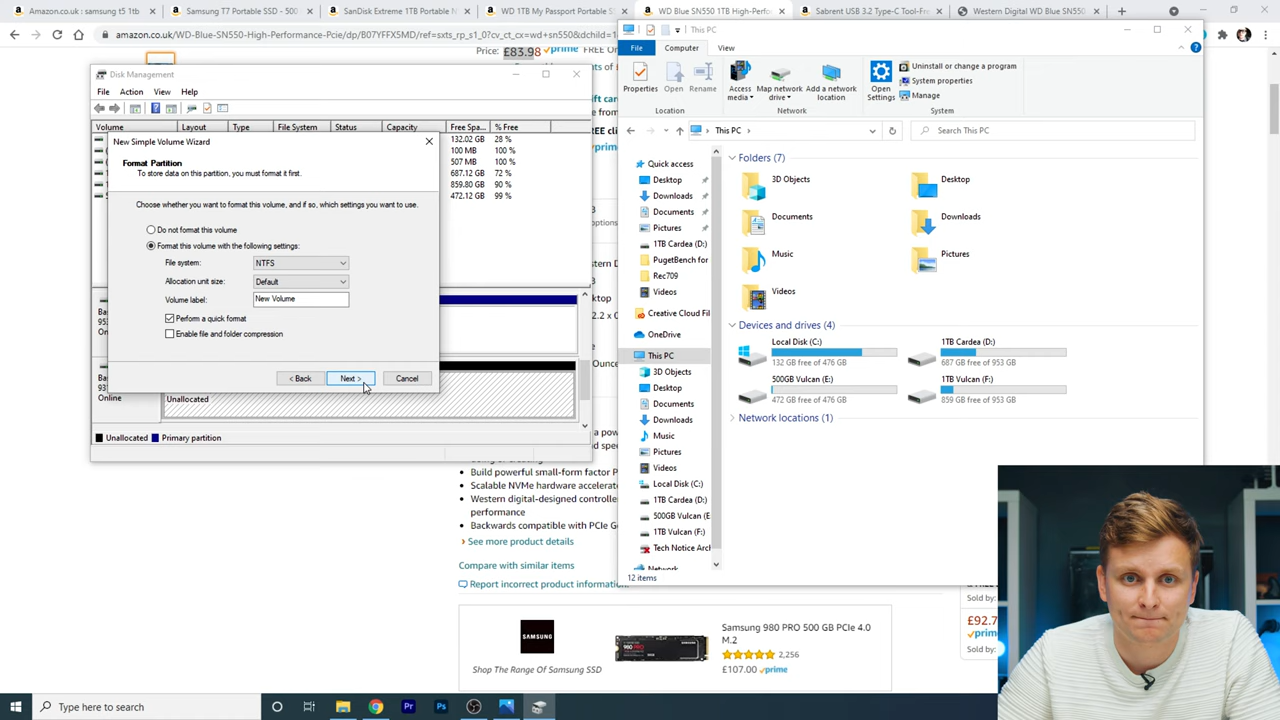 samsung t5 1tb
Samsung T7 Portable SSD - 500
SanDisk Extreme 1TB Portable N
WD 1TB My Passport Portable S
WD Blue SN550 1TB High-Perform
Sabrent USB 3.2 Type-C Tool-Fre
Western Digital WD Blue SN550
amazon.co.uk/WD-Blue-SN550-High-Performance-Pcie/dp/B07YFFX5MD/
Price: £83.98 prime FREE
Disk Management
File Action View Help
Volume Layout Type File System Status Capacity Free Spa... % Free
132.02 GB 28 %
100 MB 100 %
507 MB 100 %
687.12 GB 72 %
859.80 GB 90 %
472.12 GB 99 %
New Simple Volume Wizard
Format Partition
To store data on this partition, you must format it first.
Choose whether you want to format this volume, and if so, which settings you want to use.
Do not format this volume
Format this volume with the following settings:
File system: NTFS
Allocation unit size: Default
Volume label: New Volume
Perform a quick format
Enable file and folder compression
< Back Next > Cancel
Online
Unallocated
Unallocated Primary partition
Build powerful small-form factor P
Scalable NVMe hardware accelerat
Western Digital-designed controlle
performance
Backwards compatible with PCIe Ge
› See more product details
Compare with similar items
Report incorrect product information.
SAMSUNG
Shop The Range Of Samsung SSD
Samsung 980 PRO 500 GB PCIe 4.0
M.2
2,256
£107.00 prime
This PC
File Computer View
Properties
Open
Rename
Access
media
Map network
drive
Add a network
location
Open
Settings
Uninstall or change a program
System properties
Manage
Location Network System
This PC
Search This PC
Quick access
Desktop
Downloads
Documents
Pictures
1TB Cardea (D:)
PugetBench for
Rec709
Videos
Creative Cloud Fil
OneDrive
This PC
3D Objects
Desktop
Documents
Downloads
Music
Pictures
Videos
Local Disk (C:)
1TB Cardea (D:)
500GB Vulcan (E
1TB Vulcan (F:)
Tech Notice Arch
Network
Folders (7)
3D Objects
Desktop
Documents
Downloads
Music
Pictures
Videos
Devices and drives (4)
Local Disk (C:)
132 GB free of 476 GB
1TB Cardea (D:)
687 GB free of 953 GB
500GB Vulcan (E:)
472 GB free of 476 GB
1TB Vulcan (F:)
859 GB free of 953 GB
Network locations (1)
12 items
Sold by:
£92.7
prime
Sold by:
Type here to search